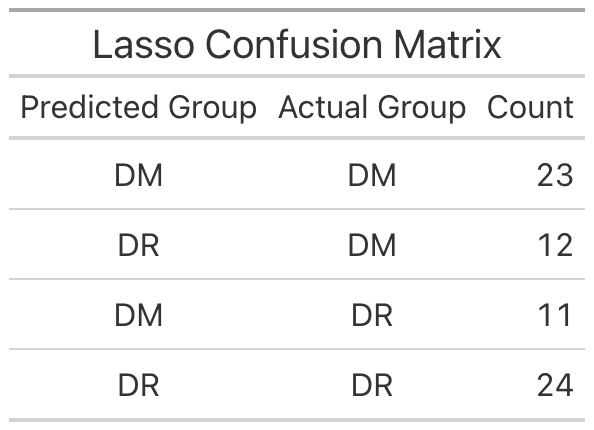 Lasso Confusion Matrix
Predicted Group Actual Group Count
DM DM 23
DR DM 12
DM DR 11
DR DR 24